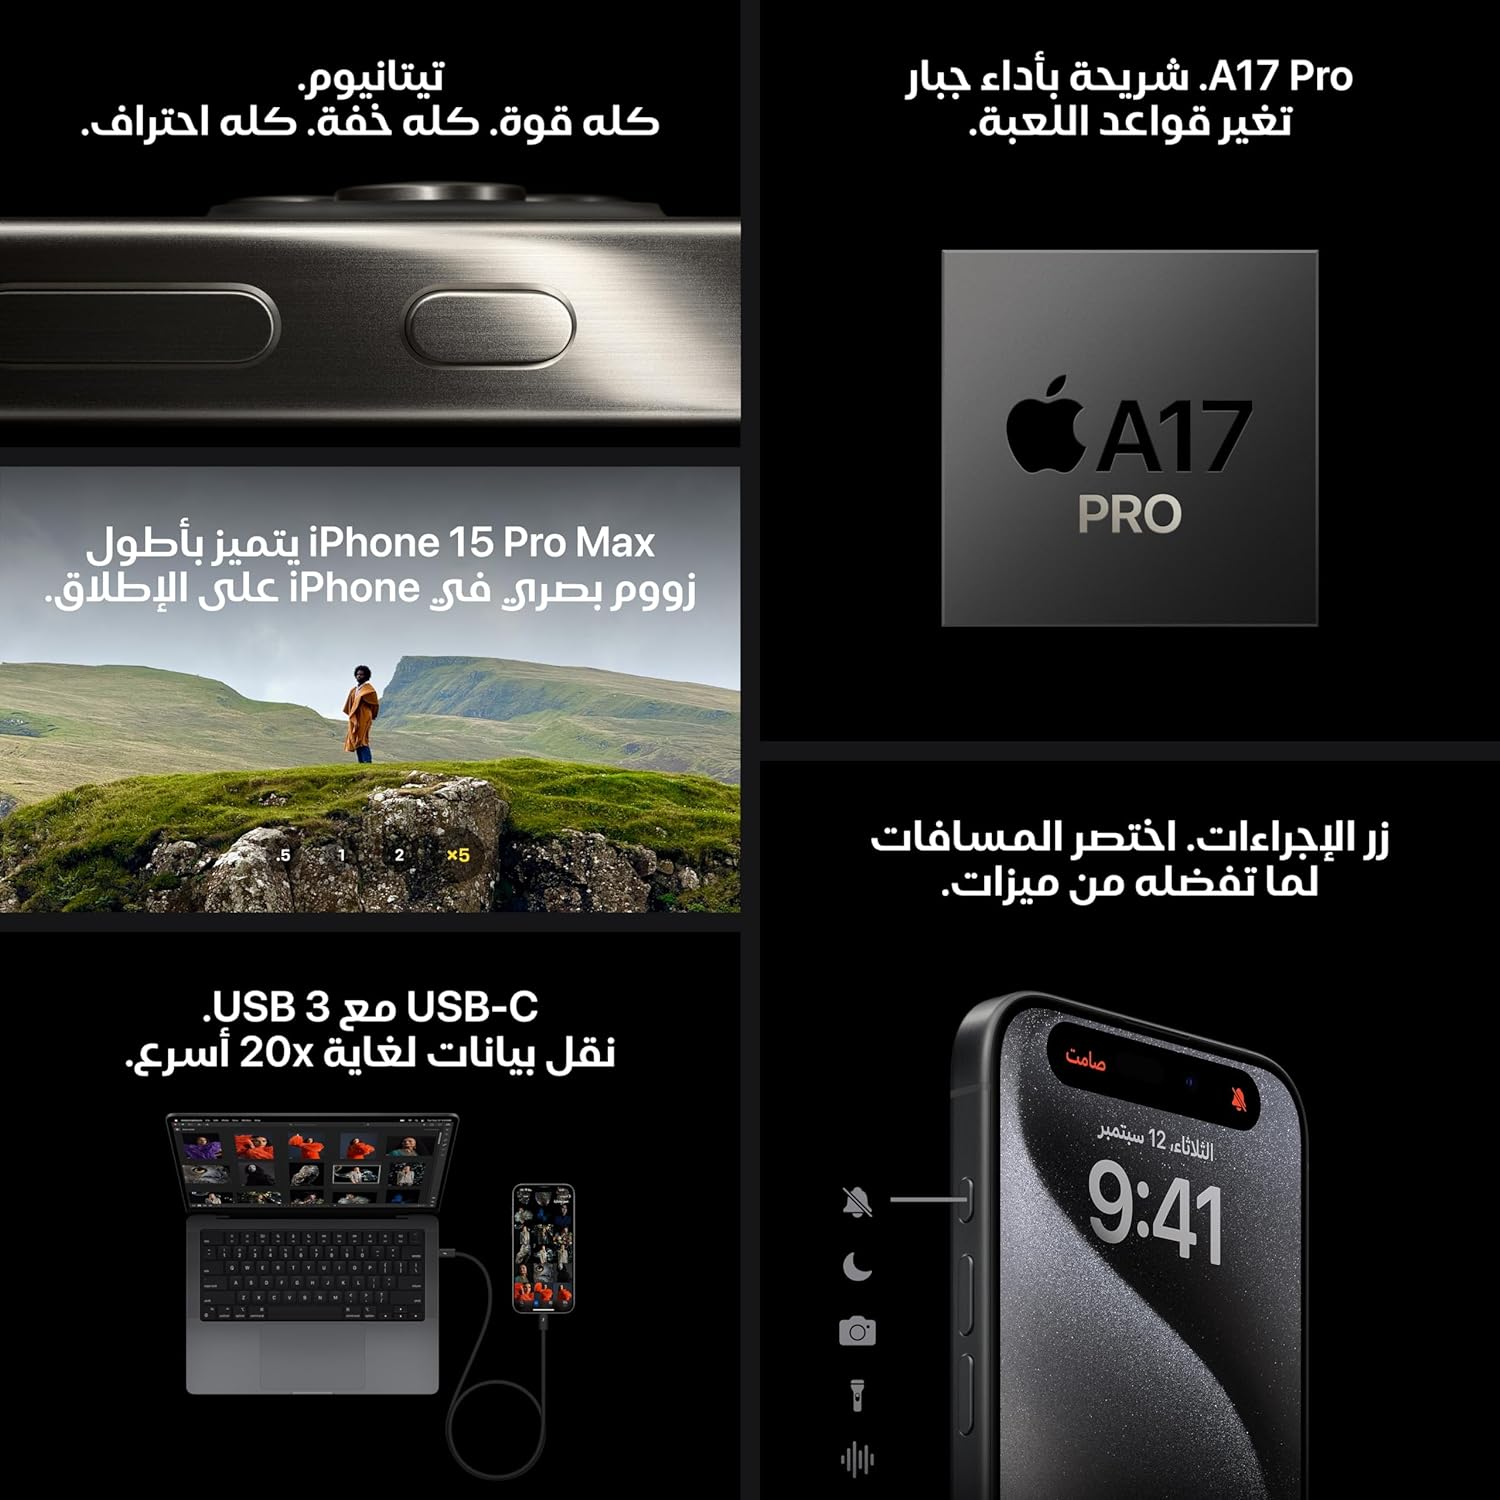 تيتانيوم.
كله قوة. كله خفة. كله احتراف.
A17 Pro. شريحة بأداء جبار
تغير قواعد اللعبة.
A17
PRO
iPhone 15 Pro Max يتميز بأطول
زووم بصري في iPhone على الإطلاق.
.5 1 2 ×5
زر الإجراءات. اختصر المسافات
لما تفضله من ميزات.
صامت
الثلاثاء، 12 سبتمبر
9:41
USB-C مع USB 3.
نقل بيانات لغاية 20x أسرع.